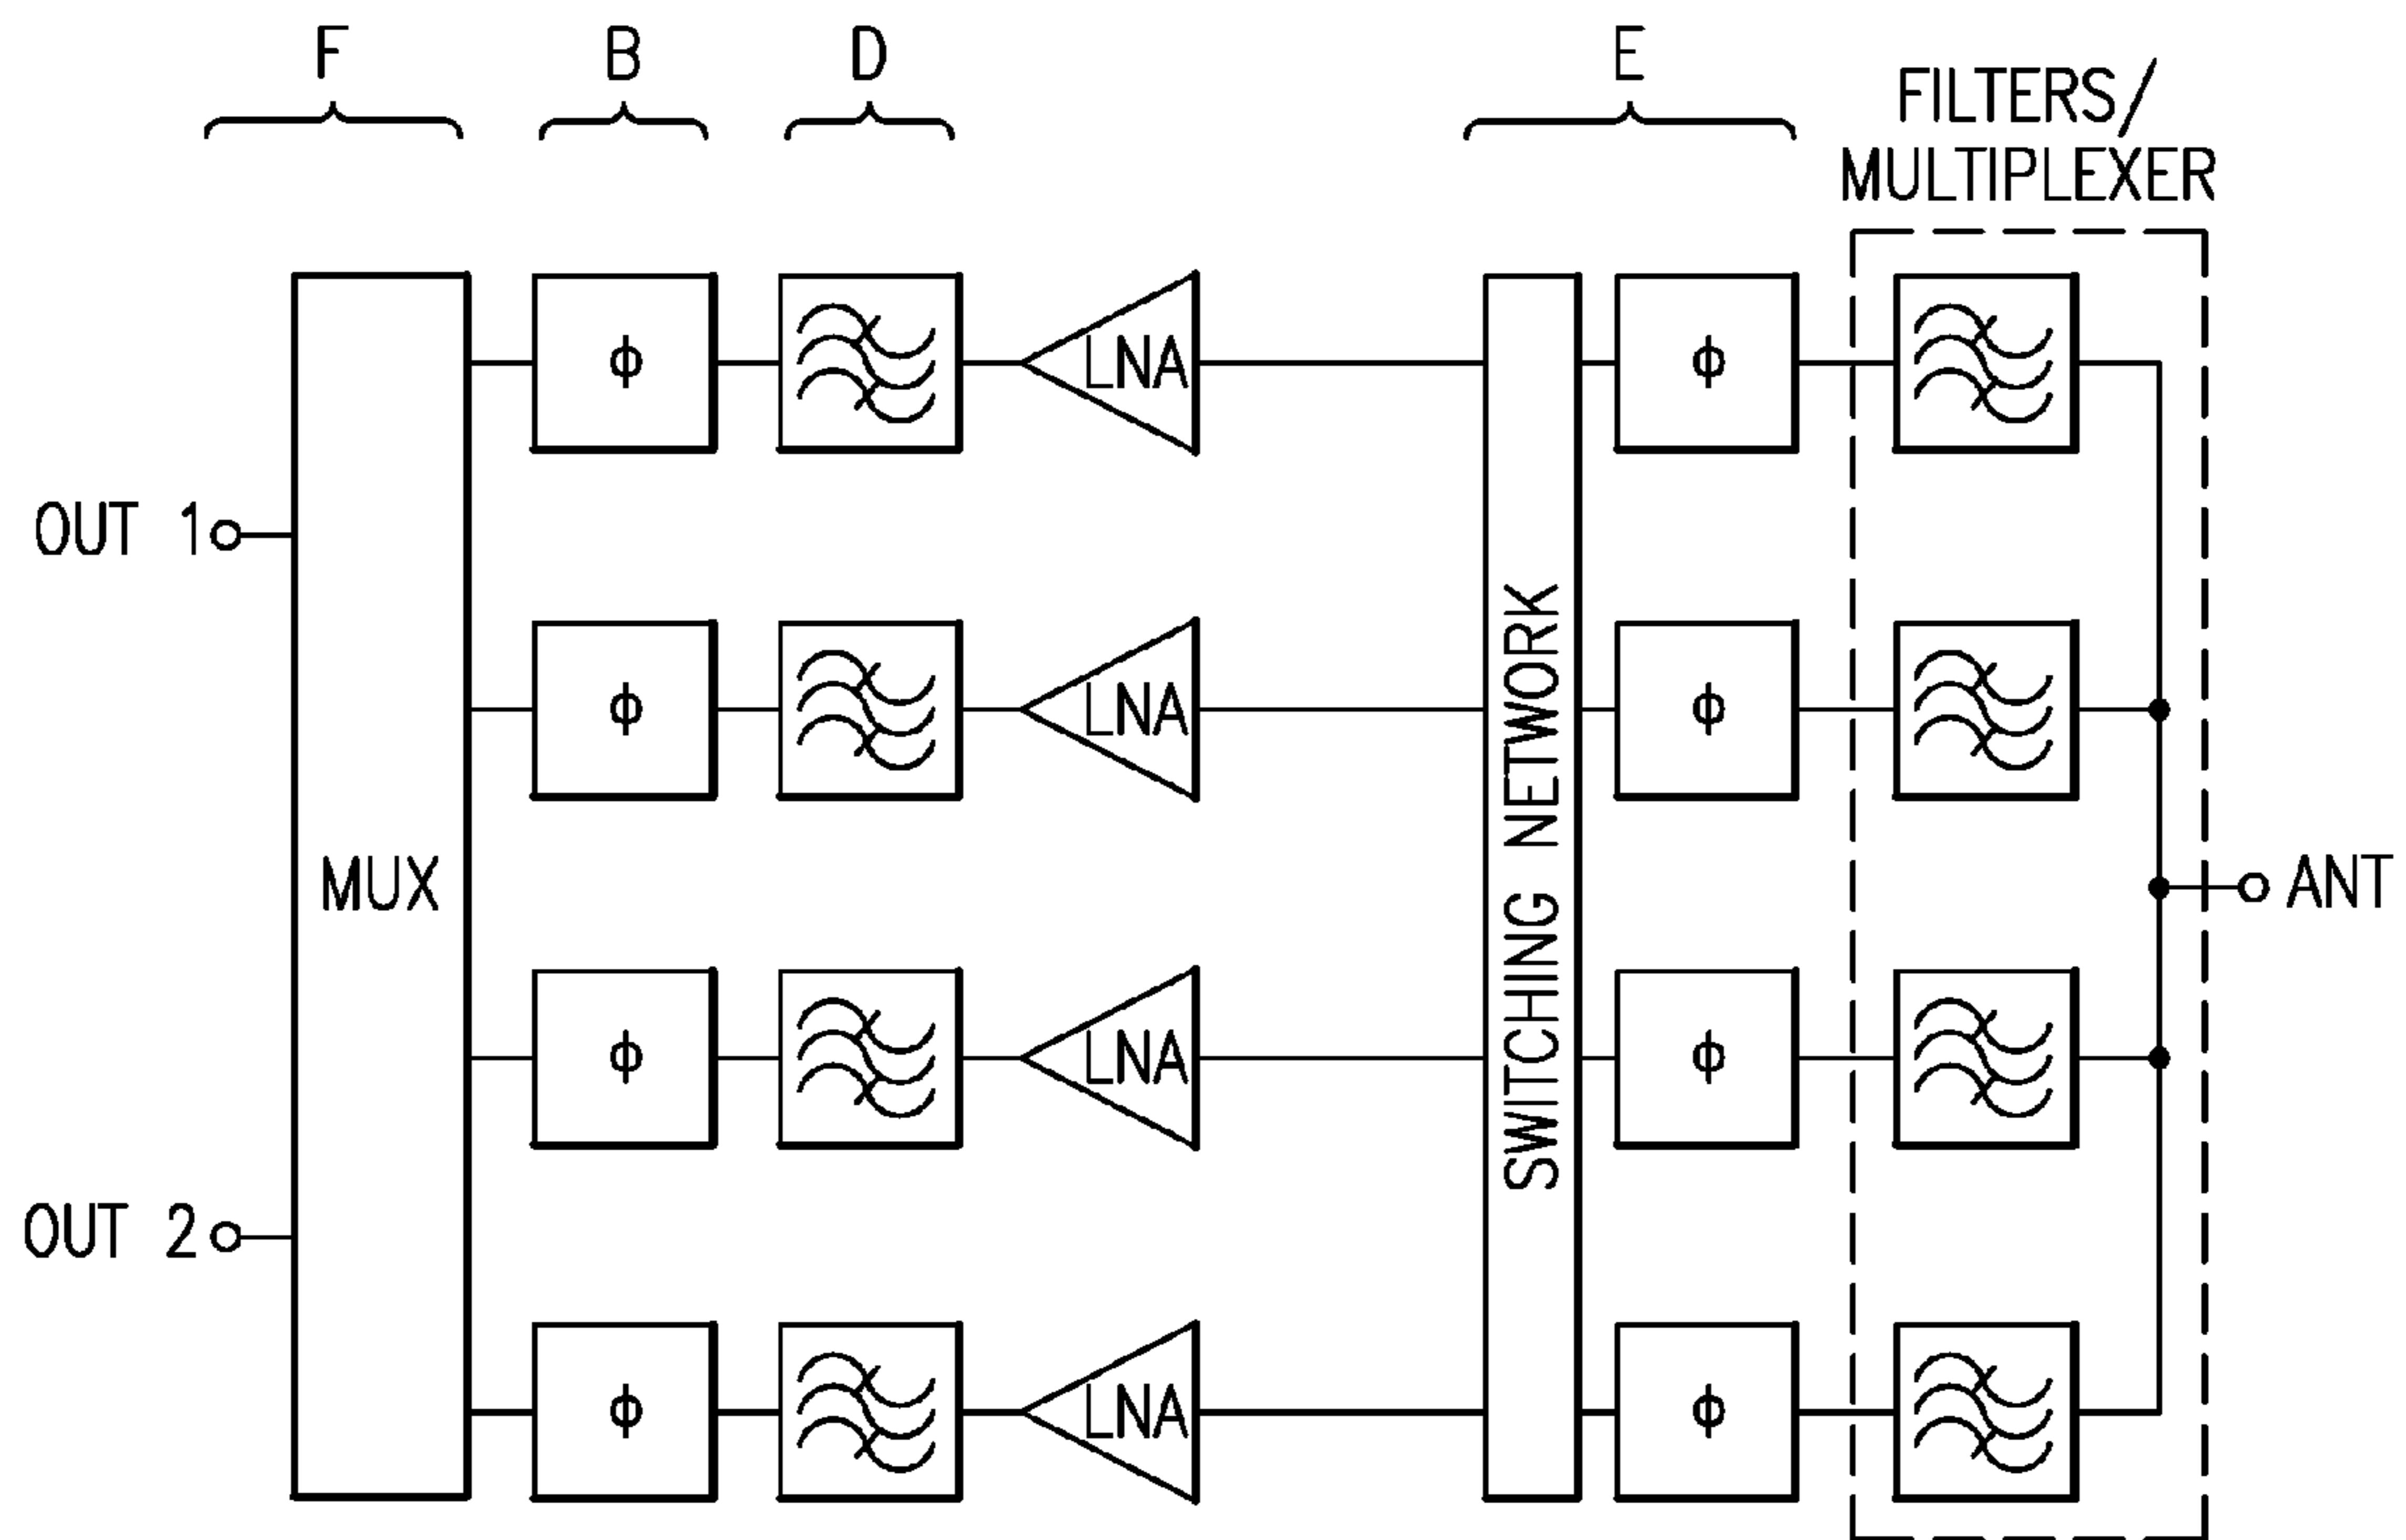 F B D E
FILTERS/
MULTIPLEXER
ϕ LNA ϕ
OUT 1
ϕ LNA ϕ
SWITCHING NETWORK
MUX
ANT
ϕ LNA ϕ
OUT 2
ϕ LNA ϕ